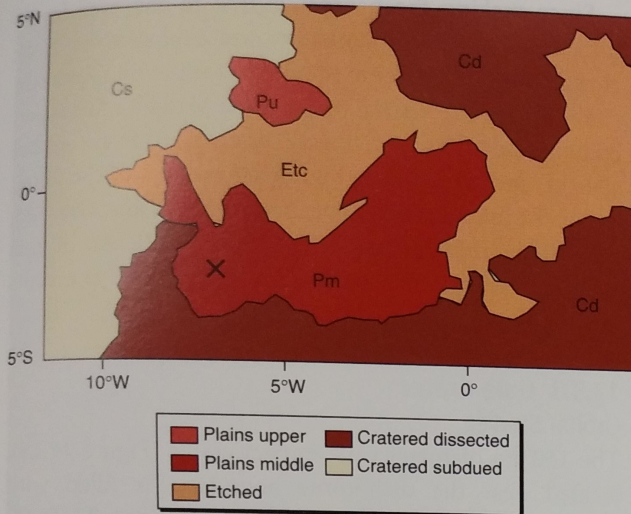 5°N
Cd
Cs
Pu
Etc
0°
Pm
Cd
5°S
10°W 5°W 0°
Plains upper Cratered dissected
Plains middle Cratered subdued
Etched